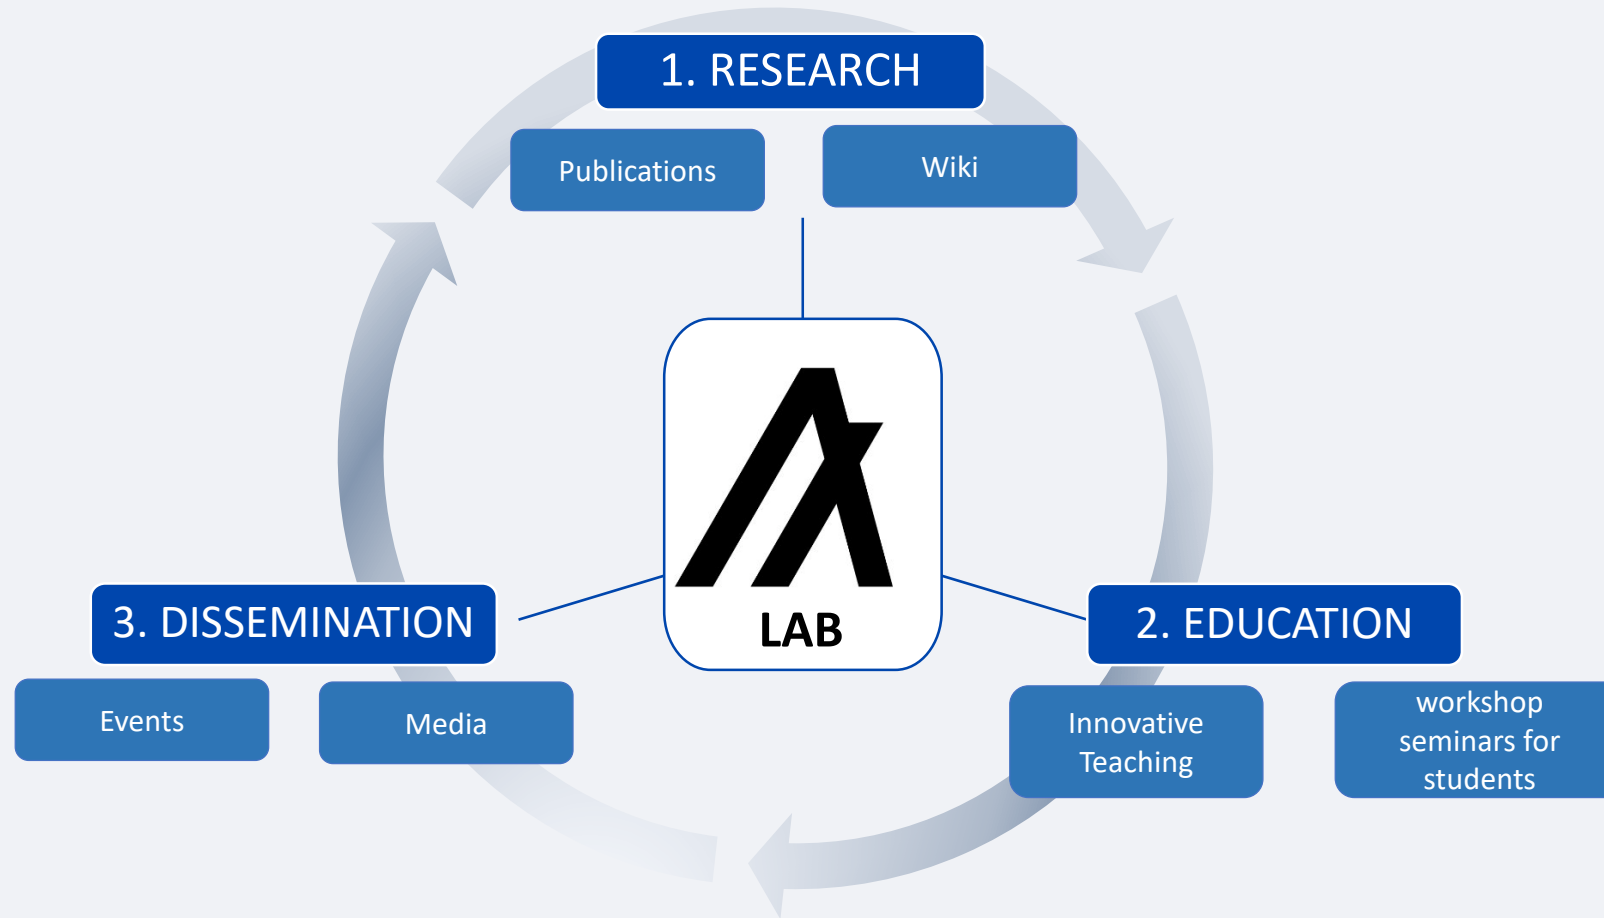 1. RESEARCH
Publications
Wiki
LAB
3. DISSEMINATION
Events
Media
2. EDUCATION
Innovative
Teaching
workshop
seminars for
students